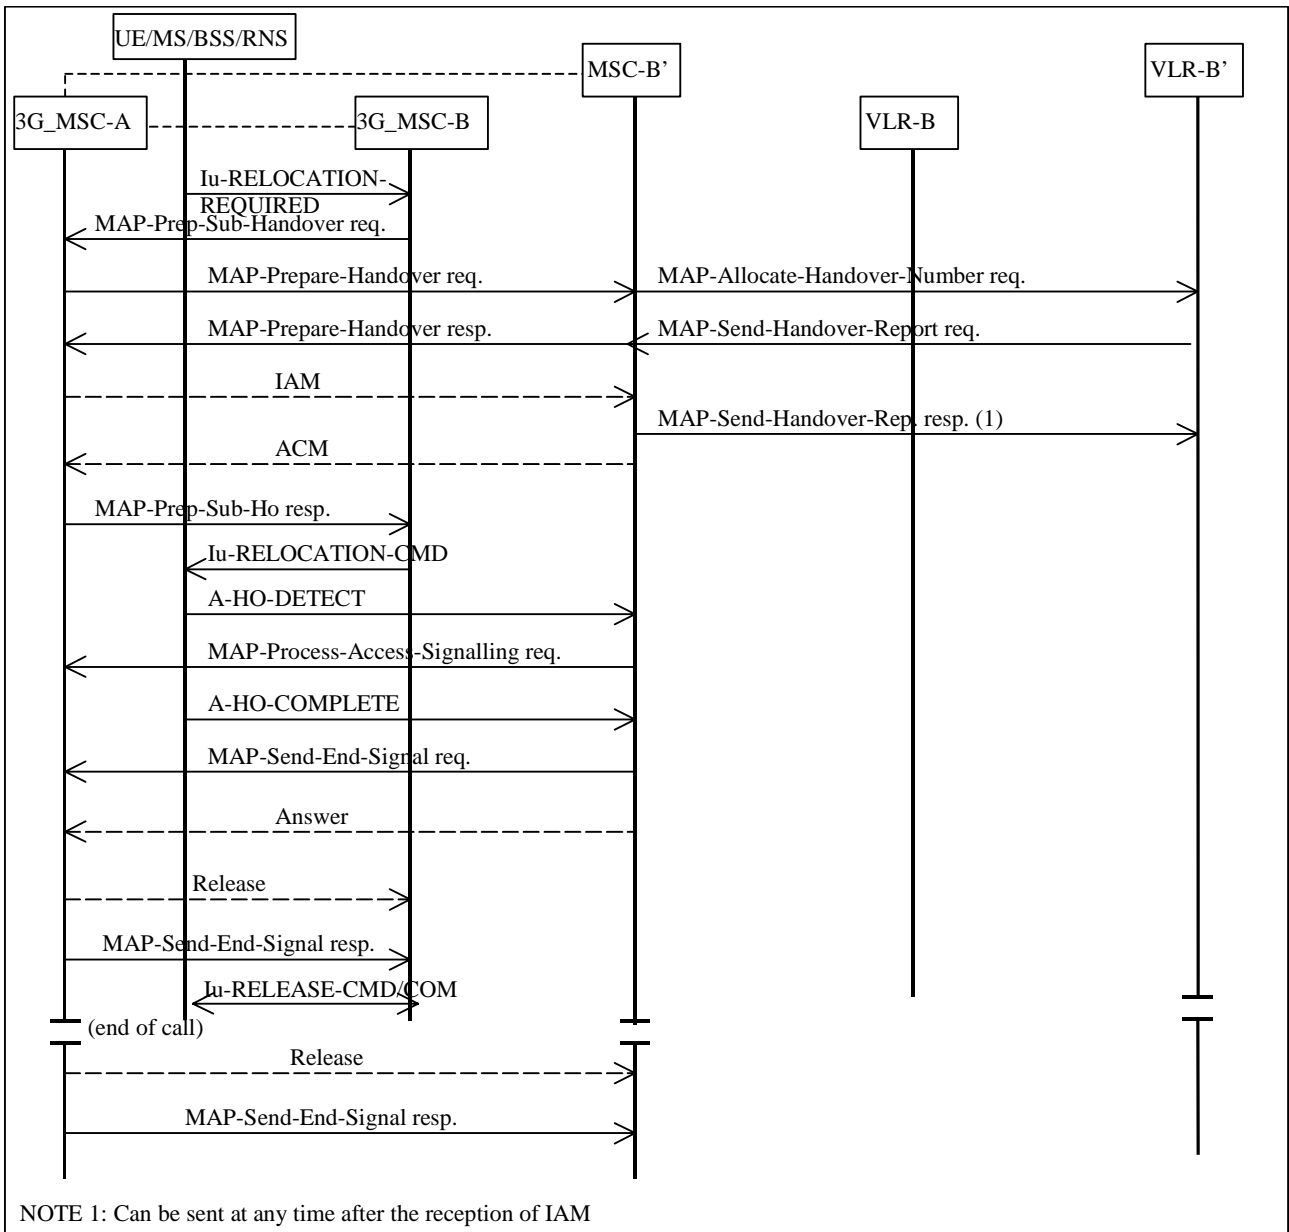 UE/MS/BSS/RNS
MSC-B’
VLR-B’
3G_MSC-A
3G_MSC-B
VLR-B
Iu-RELOCATION-
REQUIRED
MAP-Prep-Sub-Handover req.
MAP-Prepare-Handover req.
MAP-Allocate-Handover-Number req.
MAP-Prepare-Handover resp.
MAP-Send-Handover-Report req.
IAM
MAP-Send-Handover-Rep. resp. (1)
ACM
MAP-Prep-Sub-Ho resp.
Iu-RELOCATION-CMD
A-HO-DETECT
MAP-Process-Access-Signalling req.
A-HO-COMPLETE
MAP-Send-End-Signal req.
Answer
Release
MAP-Send-End-Signal resp.
Iu-RELEASE-CMD/COM
(end of call)
Release
MAP-Send-End-Signal resp.
NOTE 1: Can be sent at any time after the reception of IAM